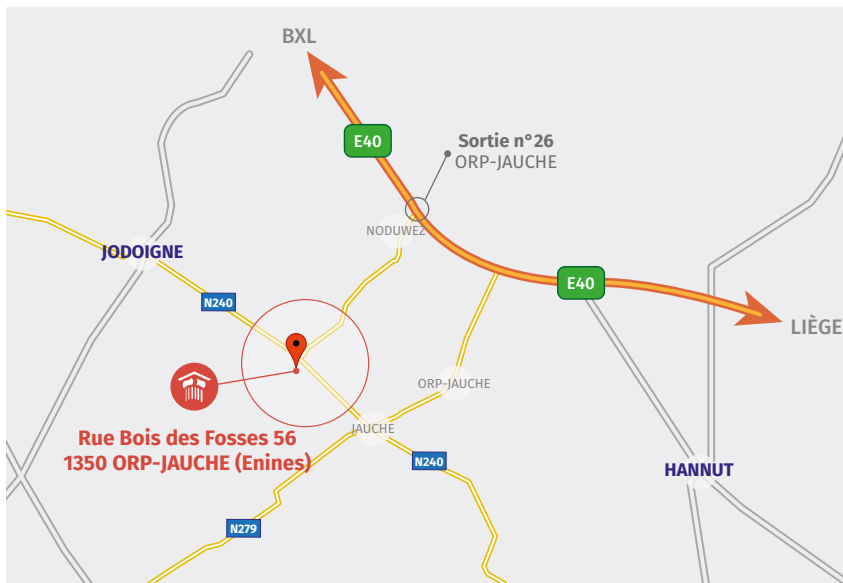 BXL
E40
Sortie n°26
ORP-JAUCHE
NODUWEZ
JODOIGNE
E40
N240
LIÈGE
ORP-JAUCHE
JAUCHE
Rue Bois des Fosses 56
1350 ORP-JAUCHE (Enines)
N240
HANNUT
N279